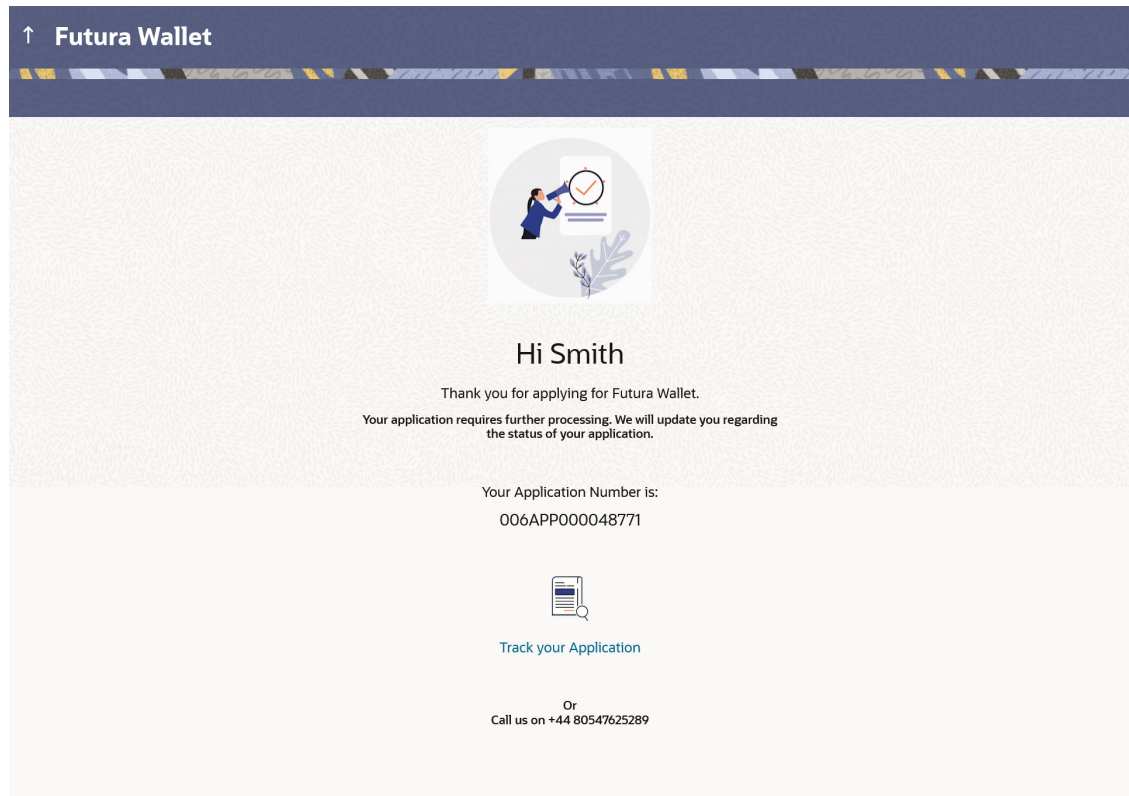 Futura Wallet
Hi Smith
Thank you for applying for Futura Wallet.
Your application requires further processing. We will update you regarding
the status of your application.
Your Application Number is:
006APP000048771
Track your Application
Or
Call us on +44 80547625289